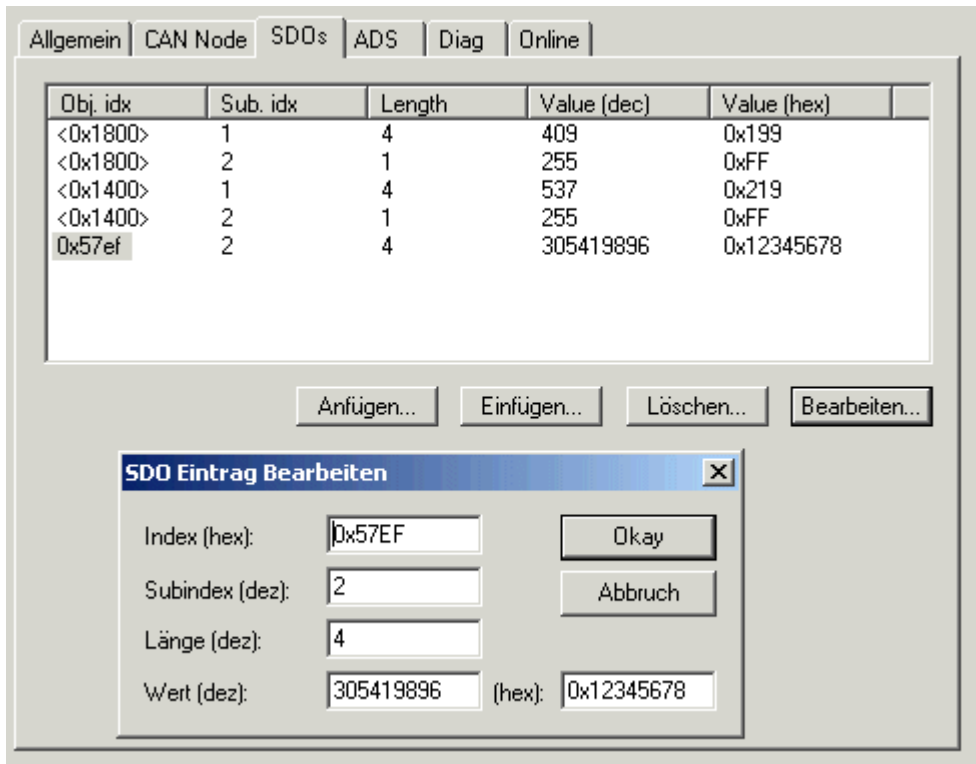 Allgemein CAN Node SDOs ADS Diag Online
Obj. idx Sub. idx Length Value (dec) Value (hex)
<0x1800> 1 4 409 0x199
<0x1800> 2 1 255 0xFF
<0x1400> 1 4 537 0x219
<0x1400> 2 1 255 0xFF
0x57ef 2 4 305419896 0x12345678
Anfügen... Einfügen... Löschen... Bearbeiten...
SDO Eintrag Bearbeiten
Index (hex): 0x57EF Okay
Subindex (dez): 2 Abbruch
Länge (dez): 4
Wert (dez): 305419896 (hex): 0x12345678